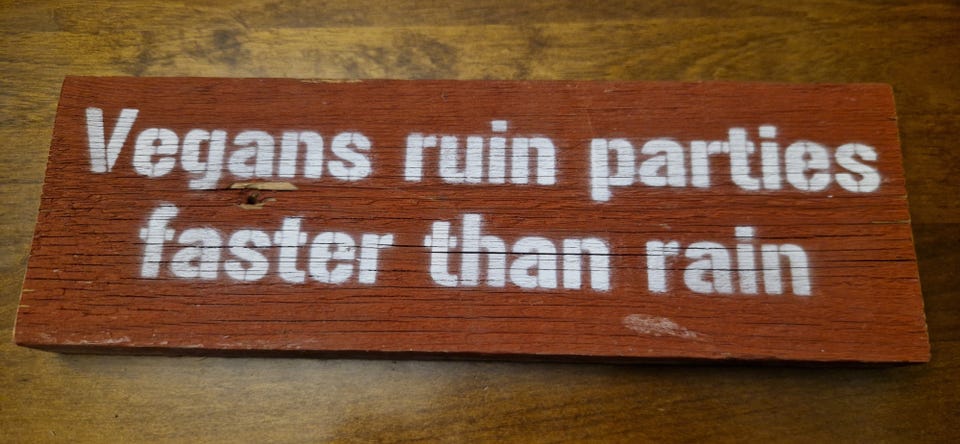 Vegans ruin parties
faster than rain